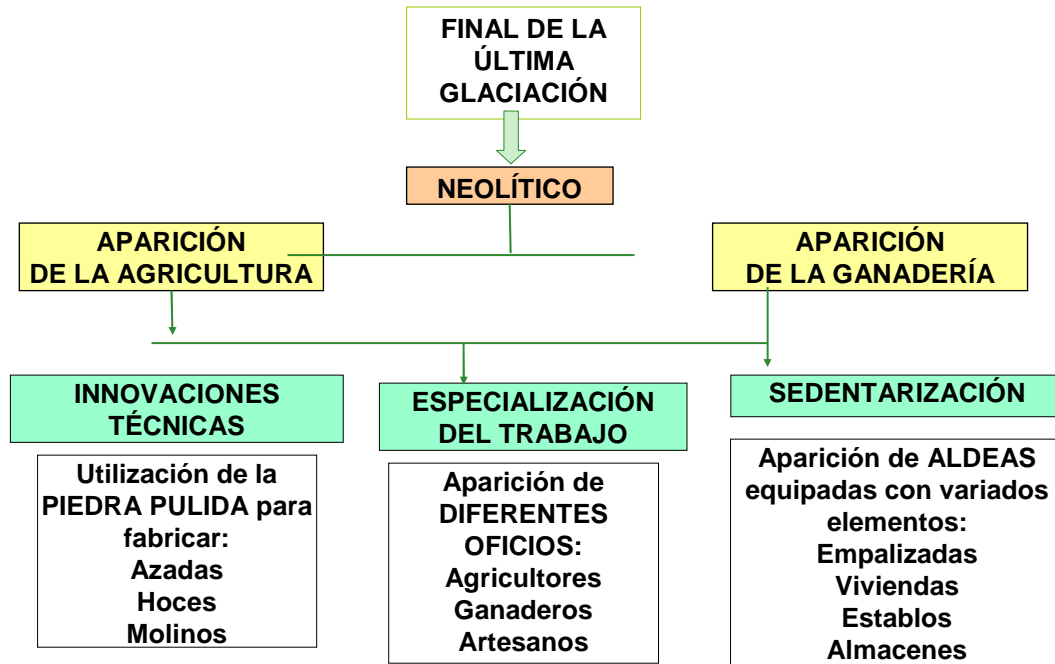 FINAL DE LA
ÚLTIMA
GLACIACIÓN
NEOLÍTICO
APARICIÓN
DE LA AGRICULTURA
APARICIÓN
DE LA GANADERÍA
INNOVACIONES
TÉCNICAS
Utilización de la
PIEDRA PULIDA para
fabricar:
Azadas
Hoces
Molinos
ESPECIALIZACIÓN
DEL TRABAJO
Aparición de
DIFERENTES
OFICIOS:
Agricultores
Ganaderos
Artesanos
SEDENTARIZACIÓN
Aparición de ALDEAS
equipadas con variados
elementos:
Empalizadas
Viviendas
Establos
Almacenes